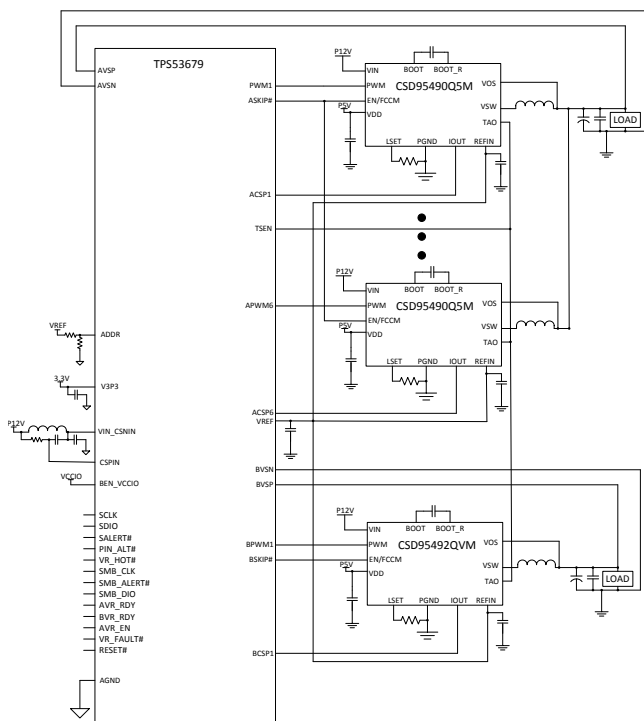 TPS53679
AVSP
AVSN
PWM1
ASKIP#
ACSP1
TSEN
APWM6
ADDR
VREF
3.3V
V3P3
P12V
VIN_CSNIN
CSPIN
VCCIO
BEN_VCCIO
ACSP6
VREF
BVSN
BVSP
BPWM1
BSKIP#
BCSP1
SCLK
SDIO
SALERT#
PIN_ALT#
VR_HOT#
SMB_CLK
SMB_ALERT#
SMB_DIO
AVR_RDY
BVR_RDY
AVR_EN
VR_FAULT#
RESET#
AGND
P12V
P5V
VIN
BOOT BOOT_R
PWM
CSD95490Q5M
EN/FCCM
VDD
VOS
VSW
TAO
LSET PGND IOUT REFIN
LOAD
P12V
P5V
VIN
BOOT BOOT_R
PWM
CSD95490Q5M
EN/FCCM
VDD
VOS
VSW
TAO
LSET PGND IOUT REFIN
P12V
P5V
VIN
BOOT BOOT_R
PWM
CSD95492QVM
EN/FCCM
VDD
VOS
VSW
TAO
LSET PGND IOUT REFIN
LOAD